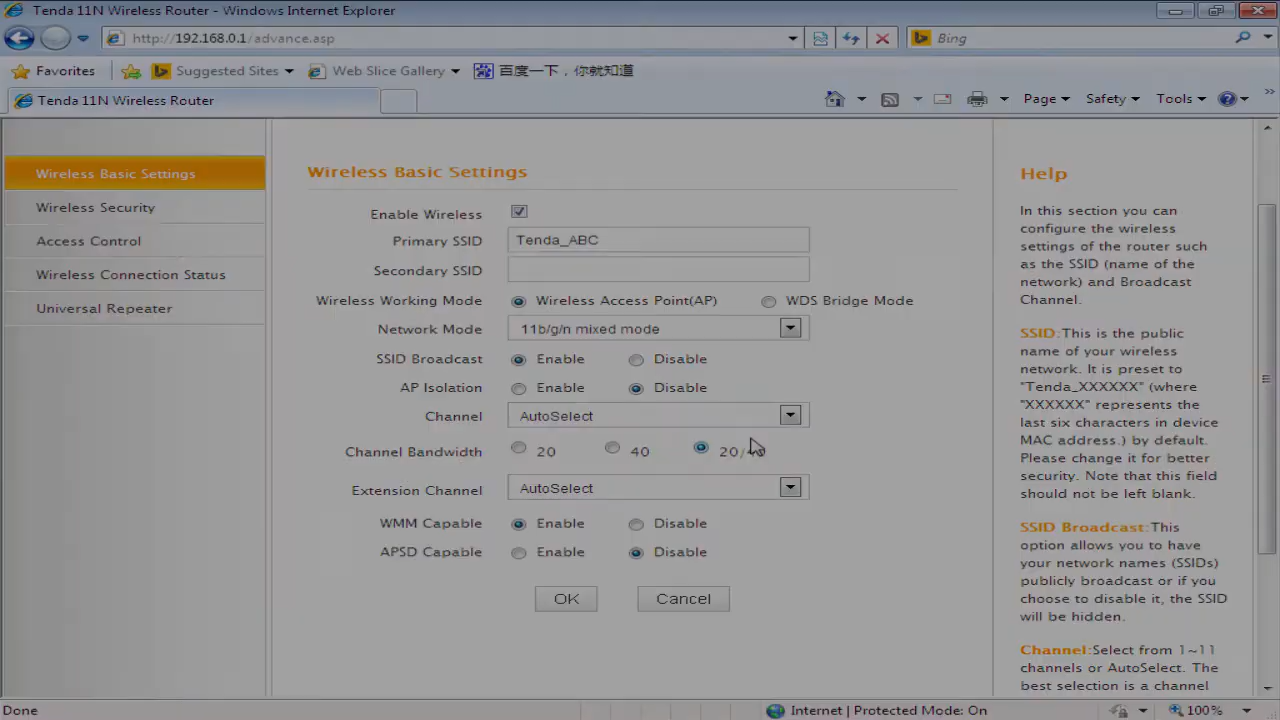 Tenda 11N Wireless Router - Windows Internet Explorer
http://192.168.0.1/advance.asp
Bing
Favorites
Suggested Sites
Web Slice Gallery
百度一下，你就知道
Tenda 11N Wireless Router
Page
Safety
Tools
Wireless Basic Settings
Wireless Security
Access Control
Wireless Connection Status
Universal Repeater
Wireless Basic Settings
Enable Wireless
Primary SSID Tenda_ABC
Secondary SSID
Wireless Working Mode Wireless Access Point(AP) WDS Bridge Mode
Network Mode 11b/g/n mixed mode
SSID Broadcast Enable Disable
AP Isolation Enable Disable
Channel AutoSelect
Channel Bandwidth 20 40 20/40
Extension Channel AutoSelect
WMM Capable Enable Disable
APSD Capable Enable Disable
OK Cancel
Help
In this section you can
configure the wireless
settings of the router such
as the SSID (name of the
network) and Broadcast
Channel.
SSID:This is the public
name of your wireless
network. It is preset to
"Tenda_XXXXXX" (where
"XXXXXX" represents the
last six characters in device
MAC address.) by default.
Please change it for better
security. Note that this field
should not be left blank.
SSID Broadcast:This
option allows you to have
your network names (SSIDs)
publicly broadcast or if you
choose to disable it, the SSID
will be hidden.
Channel:Select from 1~11
channels or AutoSelect. The
best selection is a channel
Done
Internet | Protected Mode: On
100%